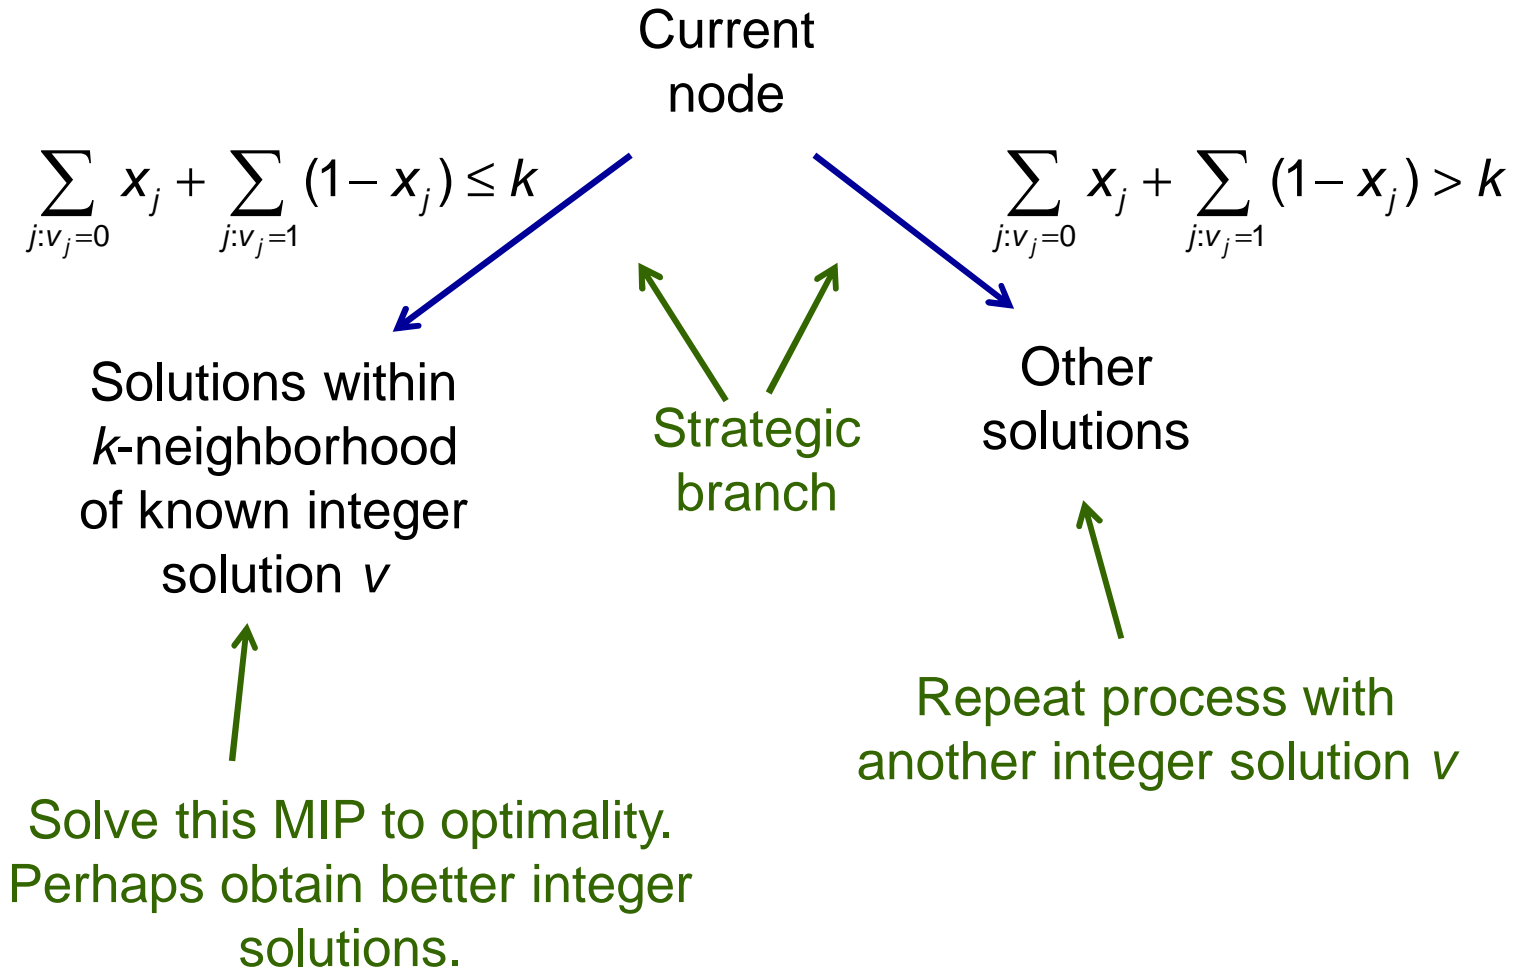 Current
node
∑_{j:v_j=0} x_j + ∑_{j:v_j=1} (1 − x_j) ≤ k
∑_{j:v_j=0} x_j + ∑_{j:v_j=1} (1 − x_j) > k
Solutions within
k-neighborhood
of known integer
solution v
Strategic
branch
Other
solutions
Solve this MIP to optimality.
Perhaps obtain better integer
solutions.
Repeat process with
another integer solution v